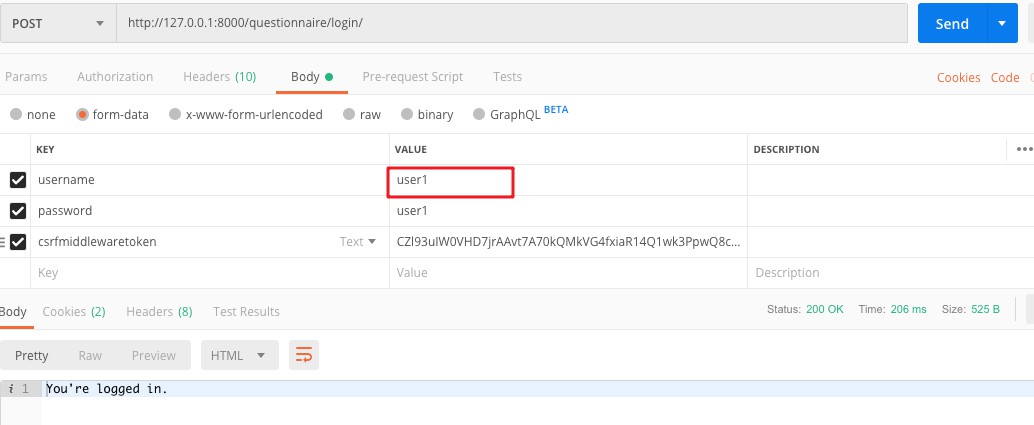 POST http://127.0.0.1:8000/questionnaire/login/ Send
Params Authorization Headers (10) Body Pre-request Script Tests Cookies Code
none form-data x-www-form-urlencoded raw binary GraphQL BETA
KEY VALUE DESCRIPTION
username user1
password user1
csrfmiddlewaretoken Text CZl93uIW0VHD7jrAAvt7A70kQMkVG4fxiaR14Q1wk3PpwQ8c...
Key Value Description
Body Cookies (2) Headers (8) Test Results Status: 200 OK Time: 206 ms Size: 525 B
Pretty Raw Preview HTML
i 1 You're logged in.